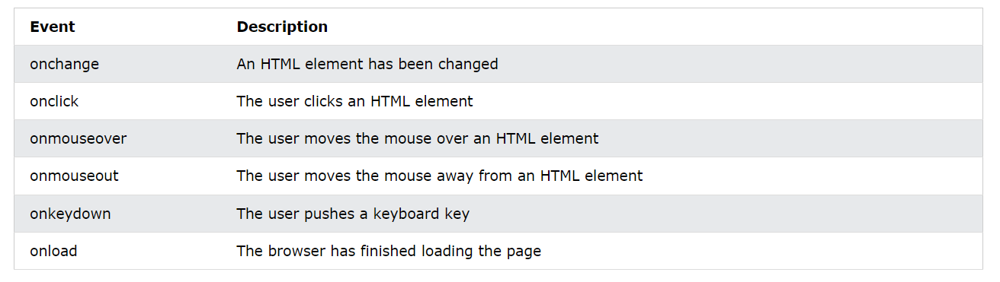 Event Description
onchange An HTML element has been changed
onclick The user clicks an HTML element
onmouseover The user moves the mouse over an HTML element
onmouseout The user moves the mouse away from an HTML element
onkeydown The user pushes a keyboard key
onload The browser has finished loading the page